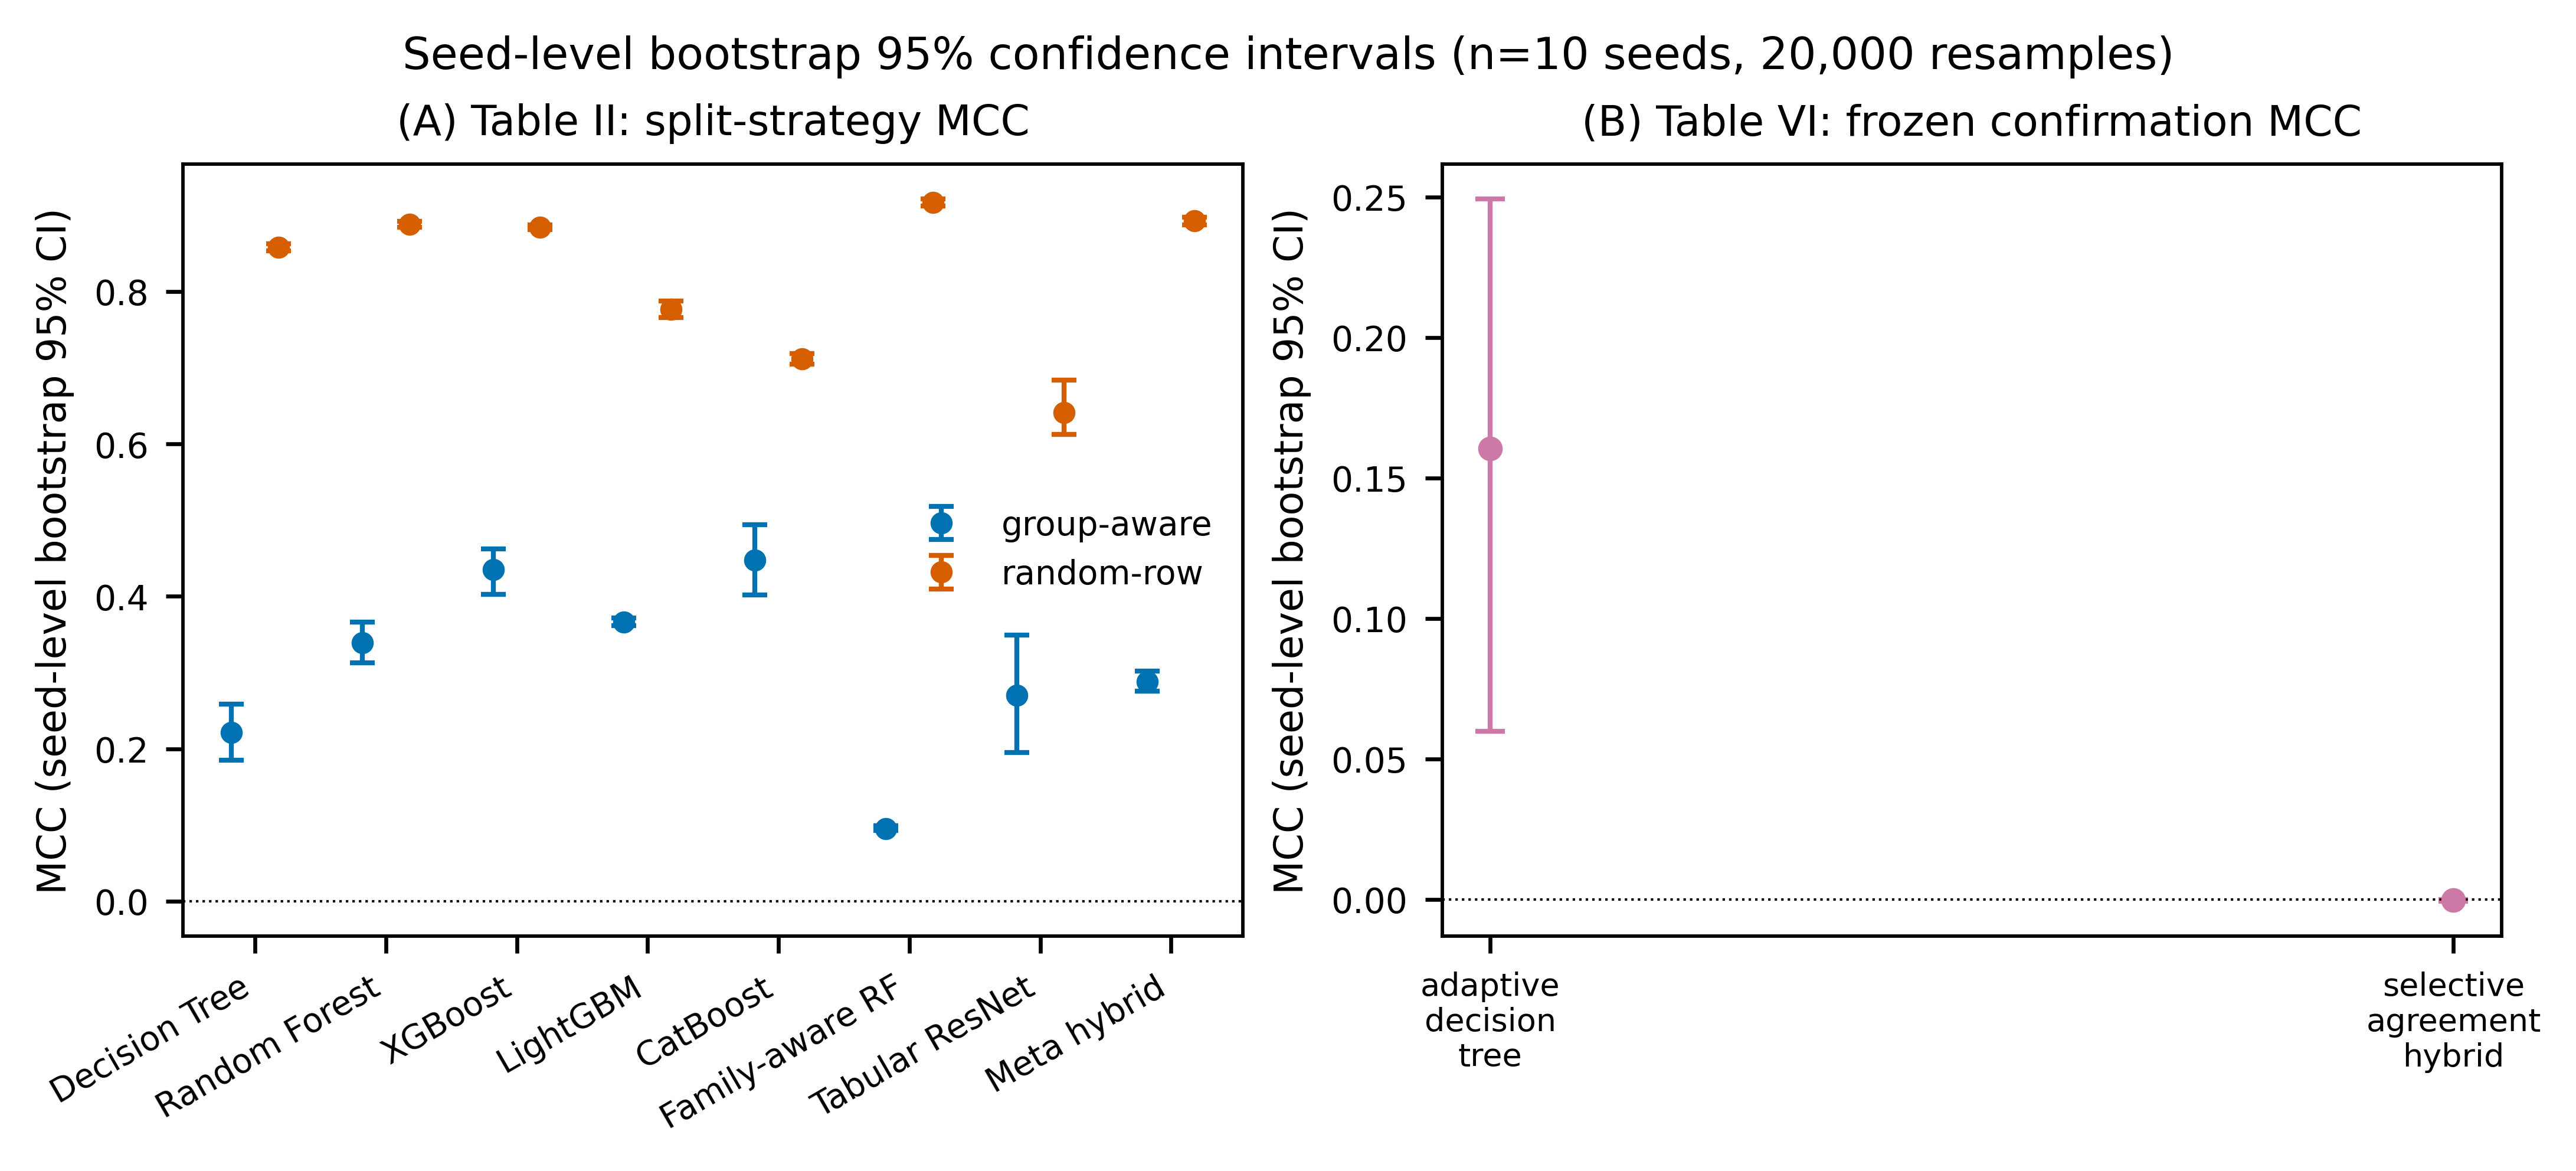 Seed-level bootstrap 95% confidence intervals (n=10 seeds, 20,000 resamples)
(A) Table II: split-strategy MCC
MCC (seed-level bootstrap 95% CI)
0.8
0.6
0.4
0.2
0.0
group-aware
random-row
Decision Tree
Random Forest
XGBoost
LightGBM
CatBoost
Family-aware RF
Tabular ResNet
Meta hybrid
(B) Table VI: frozen confirmation MCC
MCC (seed-level bootstrap 95% CI)
0.25
0.20
0.15
0.10
0.05
0.00
adaptive
decision
tree
selective
agreement
hybrid